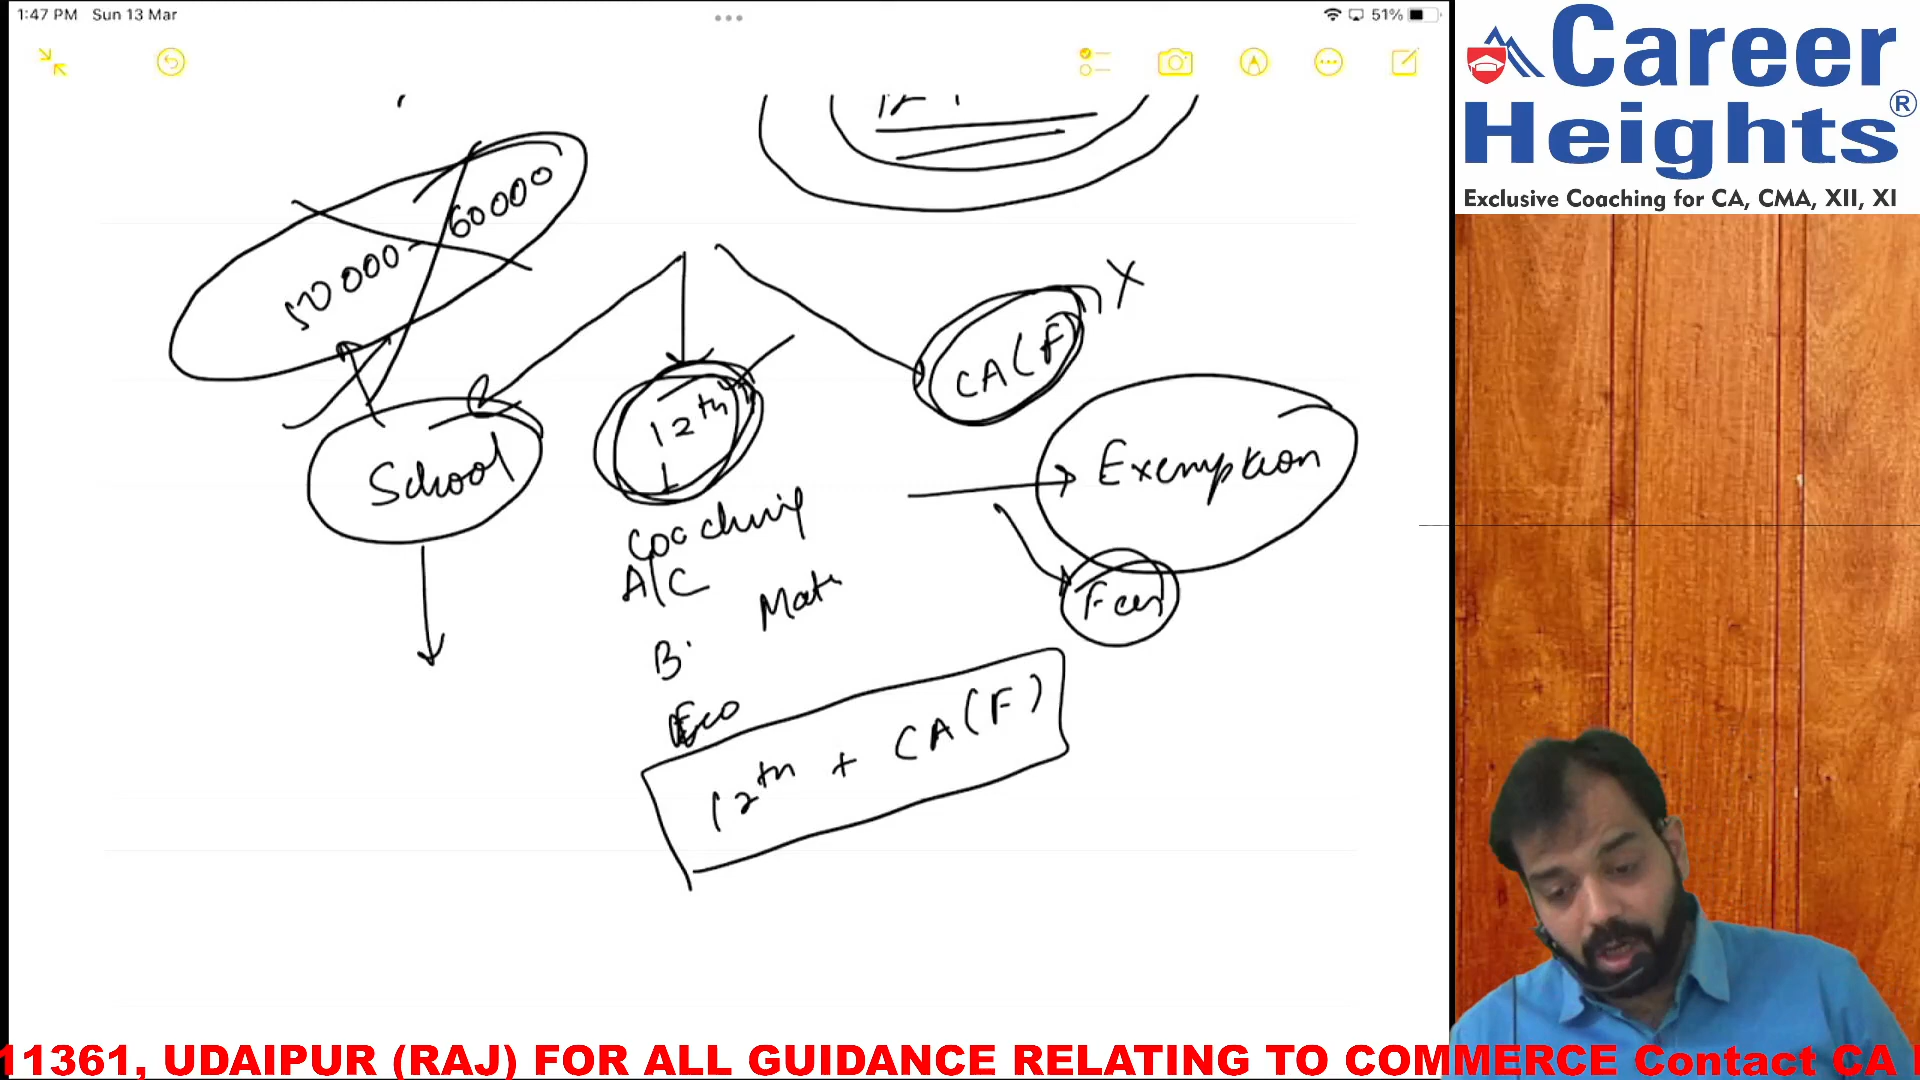 1:47 PM Sun 13 Mar
51%
Career
Heights®
Exclusive Coaching for CA, CMA, XII, XI
50000-60000
CA (F)
X
12th
School
Exemption
Coaching
A/C
Mat
Fees
B
Eco
12th + CA (F)
11361, UDAIPUR (RAJ) FOR ALL GUIDANCE RELATING TO COMMERCE Contact CA